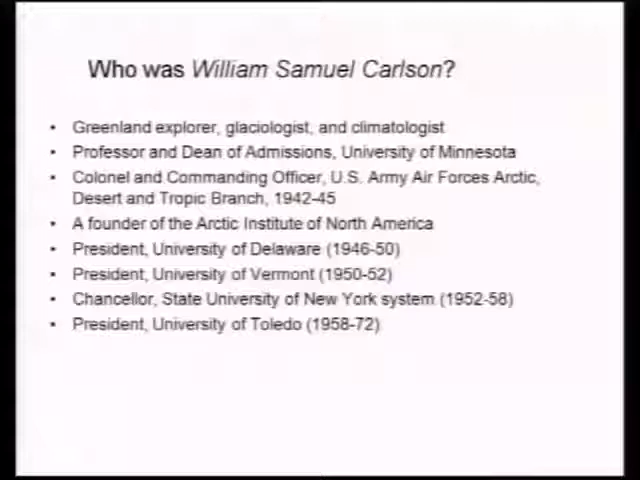 Who was William Samuel Carlson?
• Greenland explorer, glaciologist, and climatologist
• Professor and Dean of Admissions, University of Minnesota
• Colonel and Commanding Officer, U.S. Army Air Forces Arctic,
Desert and Tropic Branch, 1942-45
• A founder of the Arctic Institute of North America
• President, University of Delaware (1946-50)
• President, University of Vermont (1950-52)
• Chancellor, State University of New York system (1952-58)
• President, University of Toledo (1958-72)